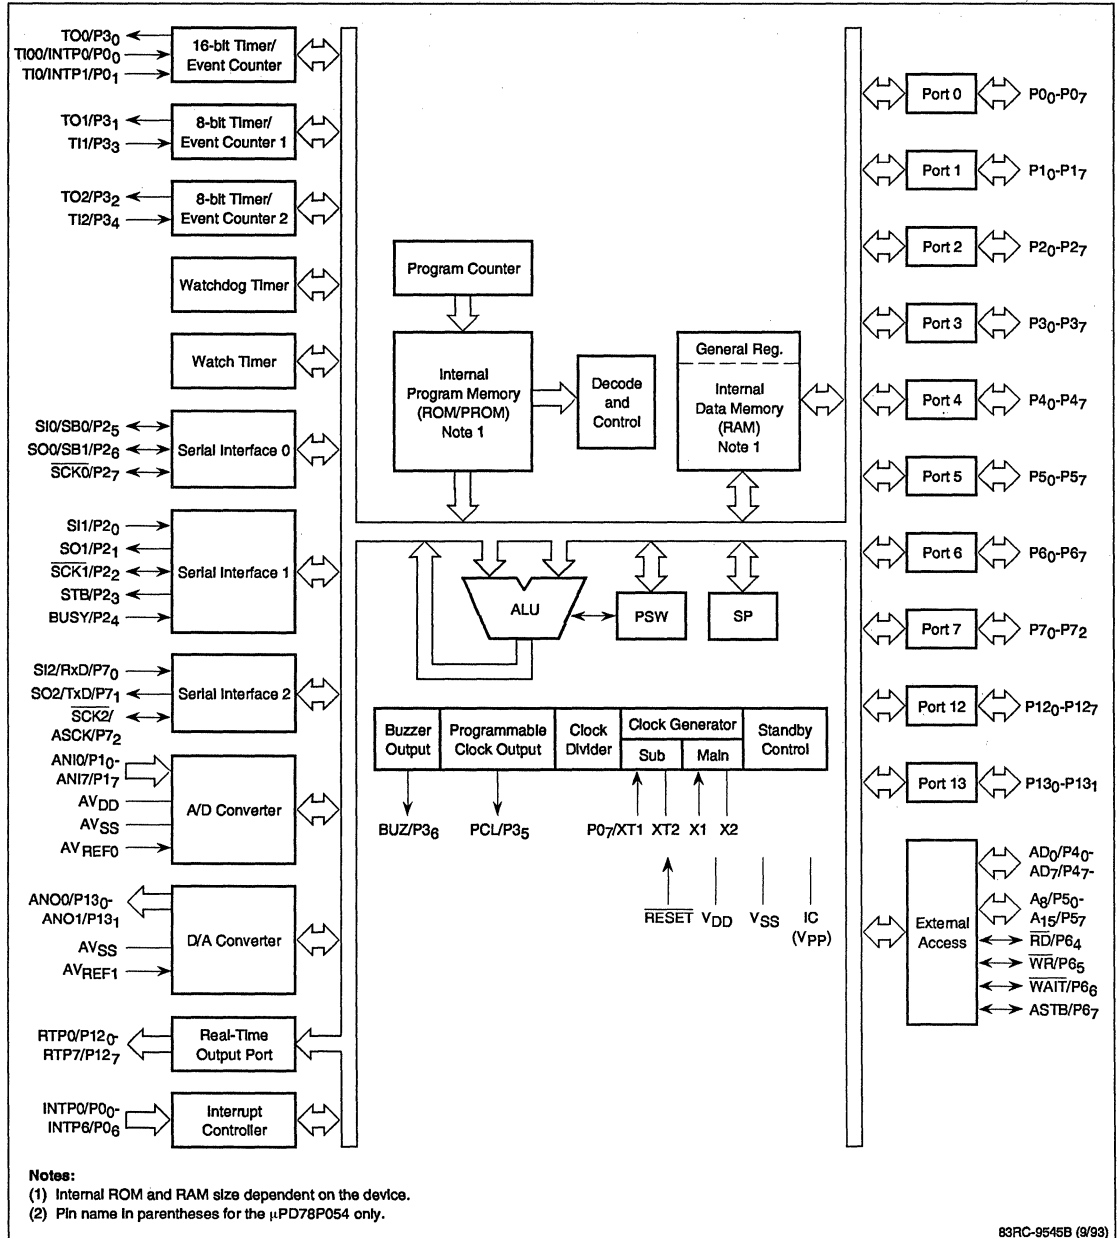 TO0/P30
TI00/INTP0/P00
TI0/INTP1/P01
16-bit Timer/
Event Counter
TO1/P31
TI1/P33
8-bit Timer/
Event Counter 1
TO2/P32
TI2/P34
8-bit Timer/
Event Counter 2
Watchdog Timer
Watch Timer
SI0/SB0/P25
SO0/SB1/P26
SCK0/P27
Serial Interface 0
SI1/P20
SO1/P21
SCK1/P22
STB/P23
BUSY/P24
Serial Interface 1
SI2/RxD/P70
SO2/TxD/P71
SCK2/
ASCK/P72
Serial Interface 2
ANI0/P10-
ANI7/P17
AVDD
AVSS
AVREF0
A/D Converter
ANO0/P130-
ANO1/P131
AVSS
AVREF1
D/A Converter
RTP0/P120-
RTP7/P127
Real-Time
Output Port
INTP0/P00-
INTP6/P06
Interrupt
Controller
Program Counter
Internal
Program Memory
(ROM/PROM)
Note 1
Decode
and
Control
General Reg.
Internal
Data Memory
(RAM)
Note 1
ALU
PSW
SP
Buzzer
Output
Programmable
Clock Output
Clock
Divider
Clock Generator
Sub
Main
Standby
Control
BUZ/P36
PCL/P35
P07/XT1
XT2
X1
X2
RESET
VDD
VSS
IC
(VPP)
Port 0
P00-P07
Port 1
P10-P17
Port 2
P20-P27
Port 3
P30-P37
Port 4
P40-P47
Port 5
P50-P57
Port 6
P60-P67
Port 7
P70-P72
Port 12
P120-P127
Port 13
P130-P131
External
Access
AD0/P40-
AD7/P47-
A8/P50-
A15/P57
RD/P64
WR/P65
WAIT/P66
ASTB/P67
Notes:
(1) Internal ROM and RAM size dependent on the device.
(2) Pin name in parentheses for the μPD78P054 only.
83RC-9545B (9/93)